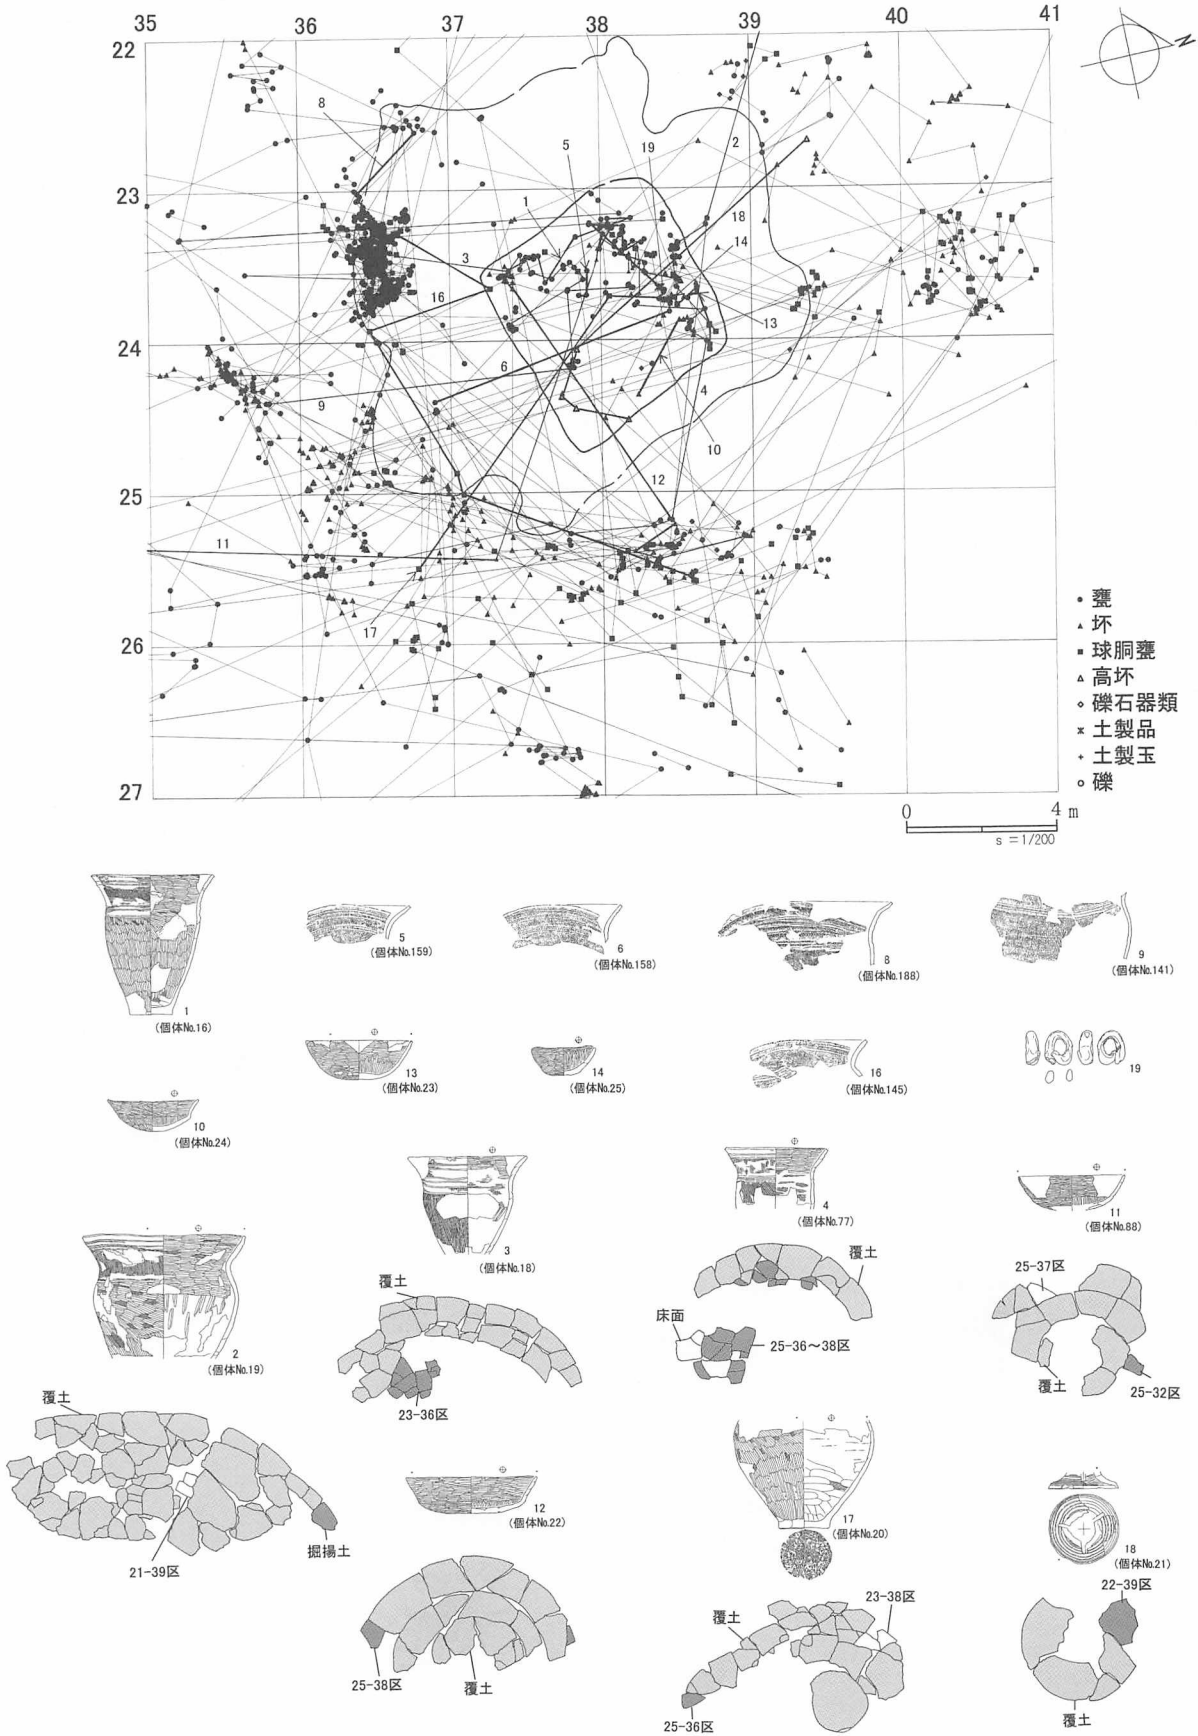 35 36 37 38 39 40 41
N
22
8
5
19
2
23
1
18
14
3
16
13
24
6
9
4
10
12
25
11
17
26
27
甕
坏
球胴甕
高坏
礫石器類
土製品
土製玉
礫
0 4 m
s = 1/200
1
(個体No.16)
5
(個体No.159)
6
(個体No.158)
8
(個体No.188)
9
(個体No.141)
10
(個体No.24)
13
(個体No.23)
14
(個体No.25)
16
(個体No.145)
19
2
(個体No.19)
3
(個体No.18)
4
(個体No.77)
11
(個体No.88)
覆土
21-39区
掘揚土
覆土
23-36区
覆土
床面
25-36~38区
25-37区
覆土
25-32区
12
(個体No.22)
25-38区
覆土
17
(個体No.20)
覆土
23-38区
25-36区
18
(個体No.21)
22-39区
覆土